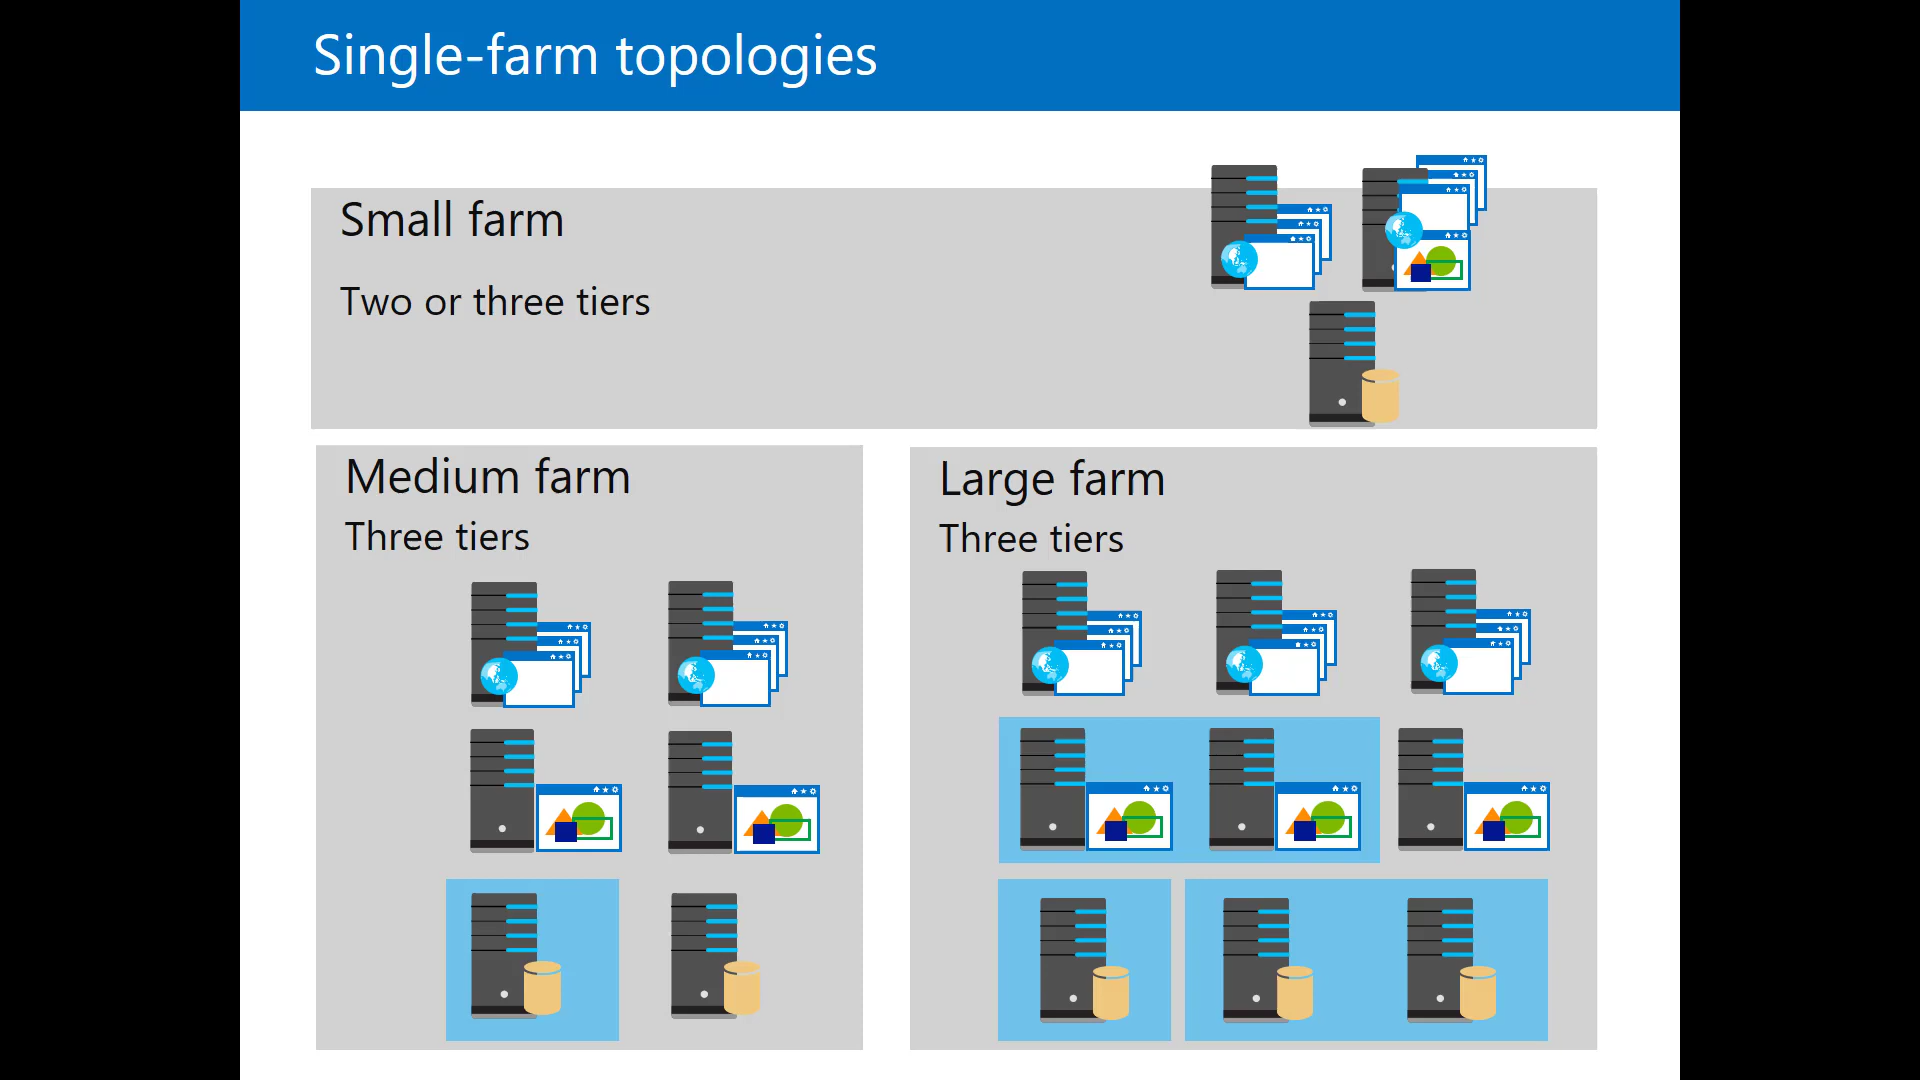 Single-farm topologies
Small farm
Two or three tiers
Medium farm
Three tiers
Large farm
Three tiers